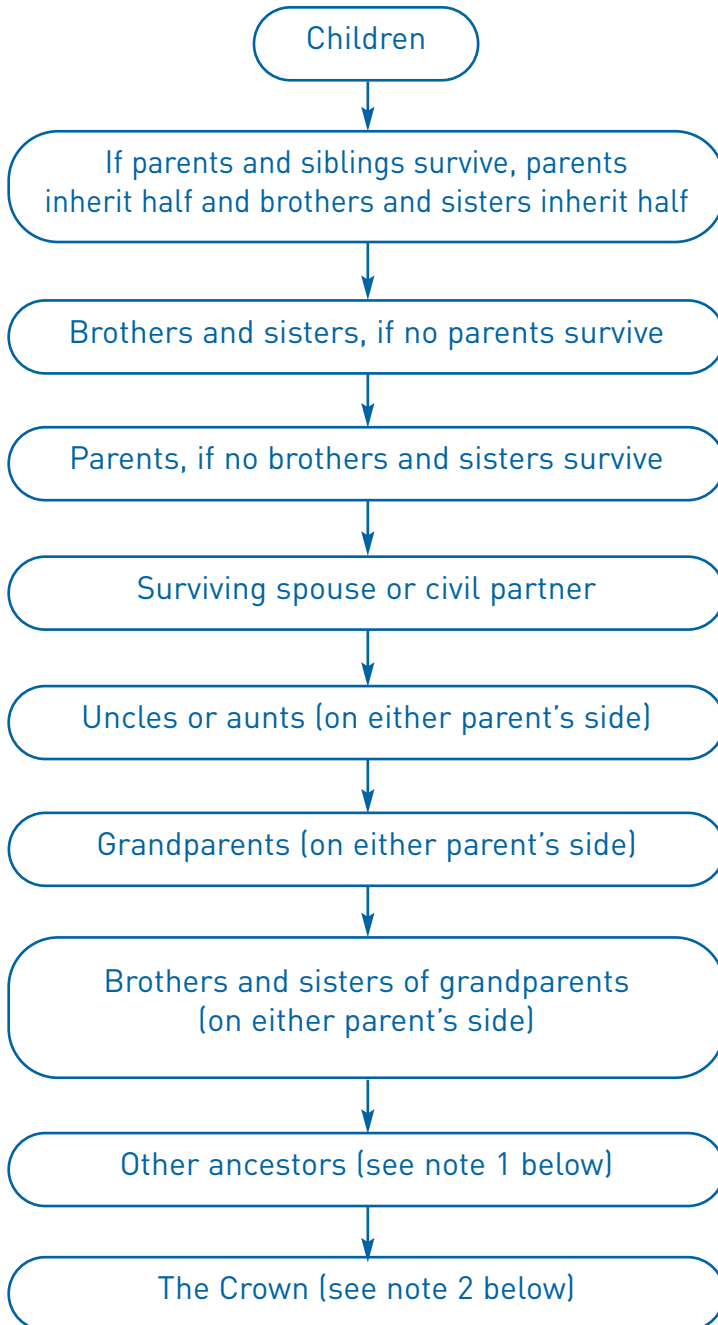 Children
If parents and siblings survive, parents
inherit half and brothers and sisters inherit half
Brothers and sisters, if no parents survive
Parents, if no brothers and sisters survive
Surviving spouse or civil partner
Uncles or aunts (on either parent’s side)
Grandparents (on either parent’s side)
Brothers and sisters of grandparents
(on either parent’s side)
Other ancestors (see note 1 below)
The Crown (see note 2 below)